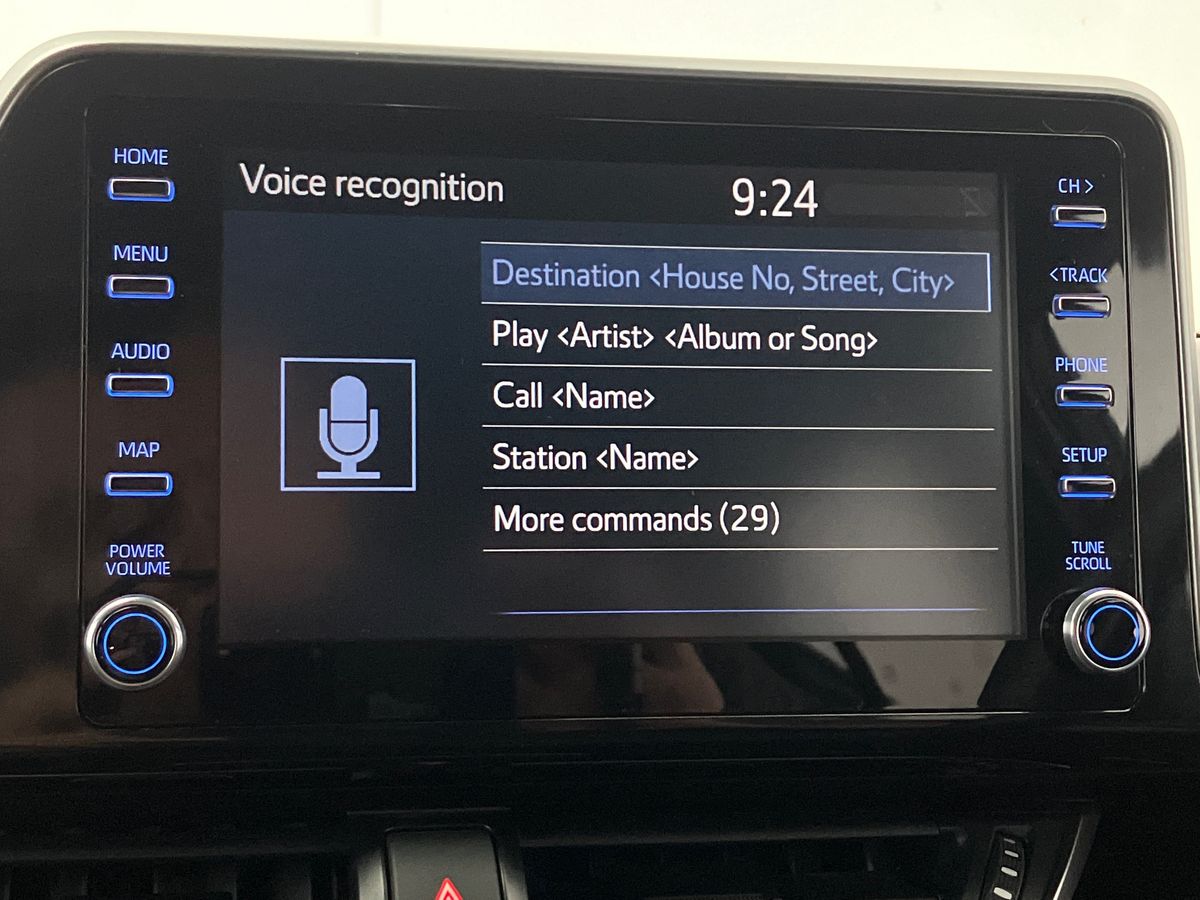 HOME
MENU
AUDIO
MAP
POWER
VOLUME
Voice recognition
9:24
Destination <House No, Street, City>
Play <Artist> <Album or Song>
Call <Name>
Station <Name>
More commands (29)
CH >
<TRACK
PHONE
SETUP
TUNE
SCROLL